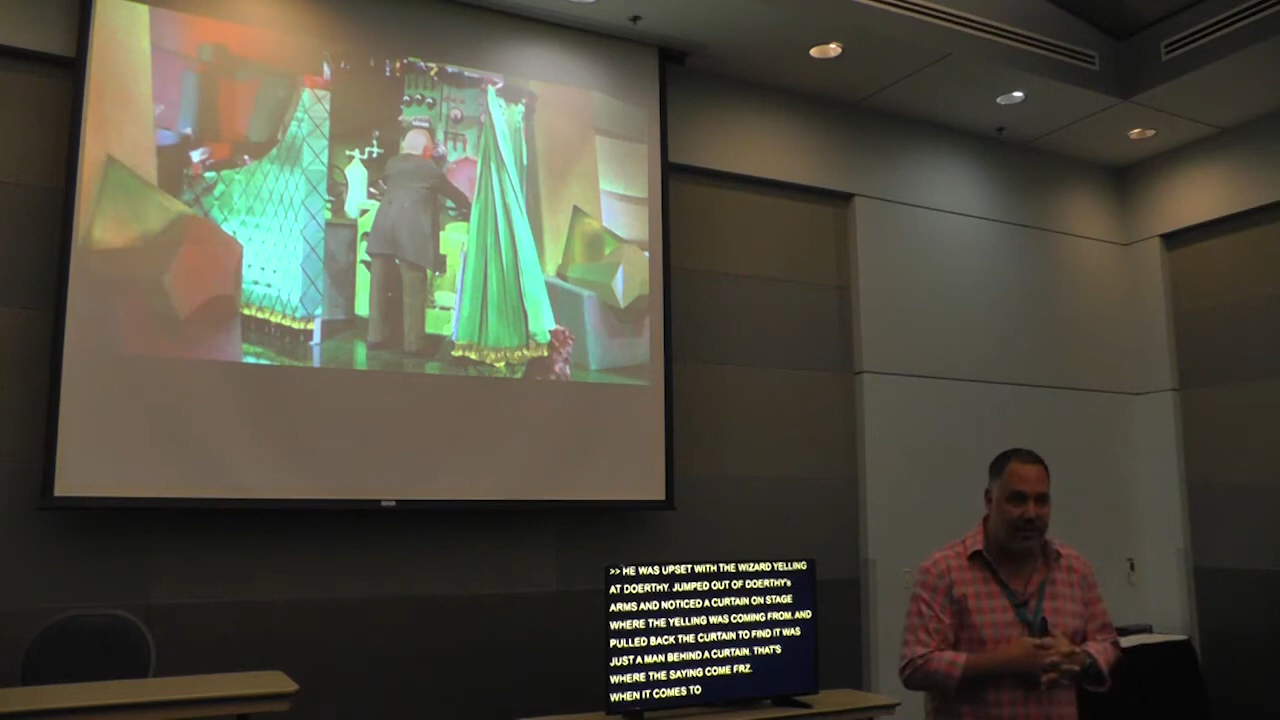 >> HE WAS UPSET WITH THE WIZARD YELLING
AT DOERTHY. JUMPED OUT OF DOERTHY's
ARMS AND NOTICED A CURTAIN ON STAGE
WHERE THE YELLING WAS COMING FROM. AND
PULLED BACK THE CURTAIN TO FIND IT WAS
JUST A MAN BEHIND A CURTAIN. THAT'S
WHERE THE SAYING COME FRZ.
WHEN IT COMES TO